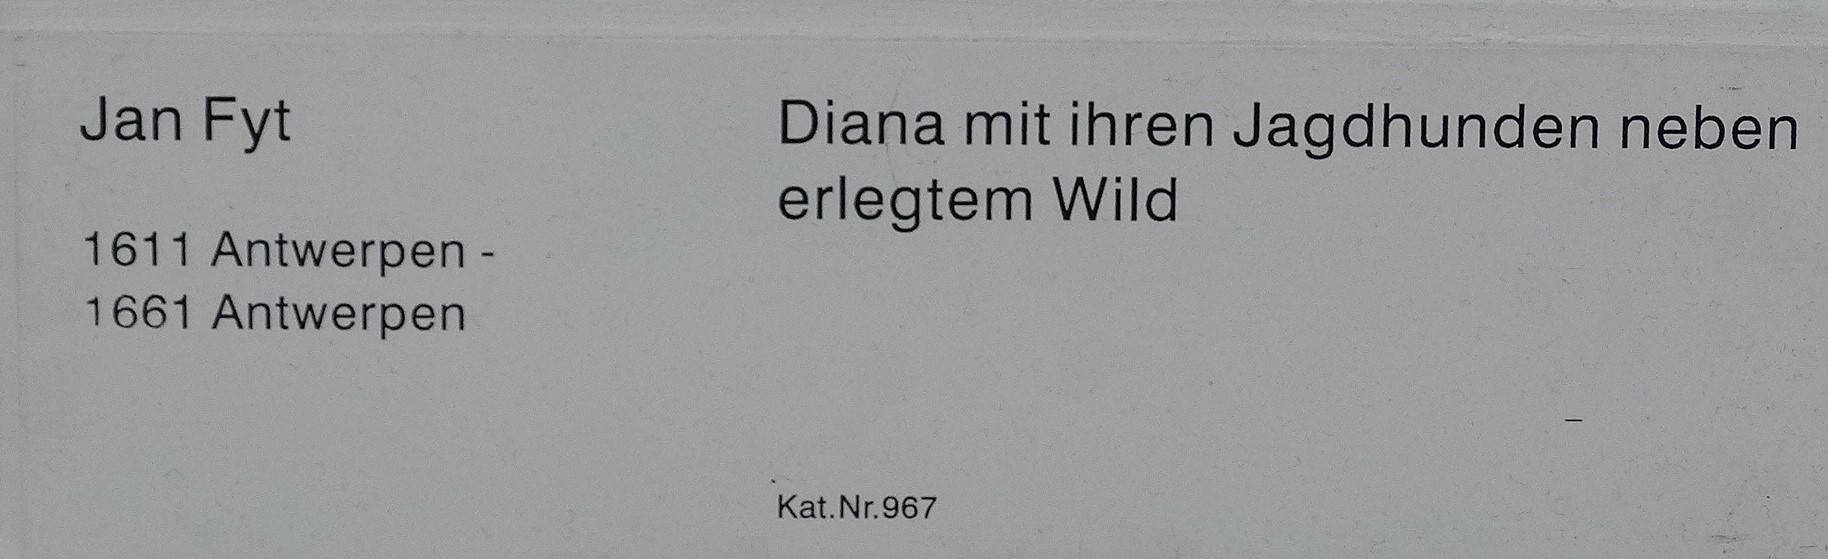 Jan Fyt
1611 Antwerpen -
1661 Antwerpen
Diana mit ihren Jagdhunden neben
erlegtem Wild
Kat.Nr.967